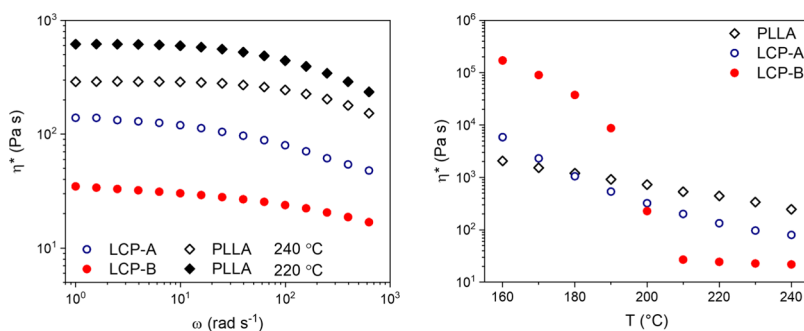 10³
10²
10¹
η* (Pa s)
LCP-A PLLA 240 °C
LCP-B PLLA 220 °C
10⁰ 10¹ 10² 10³
ω (rad s⁻¹)
PLLA
LCP-A
LCP-B
10⁶
10⁵
10⁴
10³
10²
10¹
η* (Pa s)
160 180 200 220 240
T (°C)